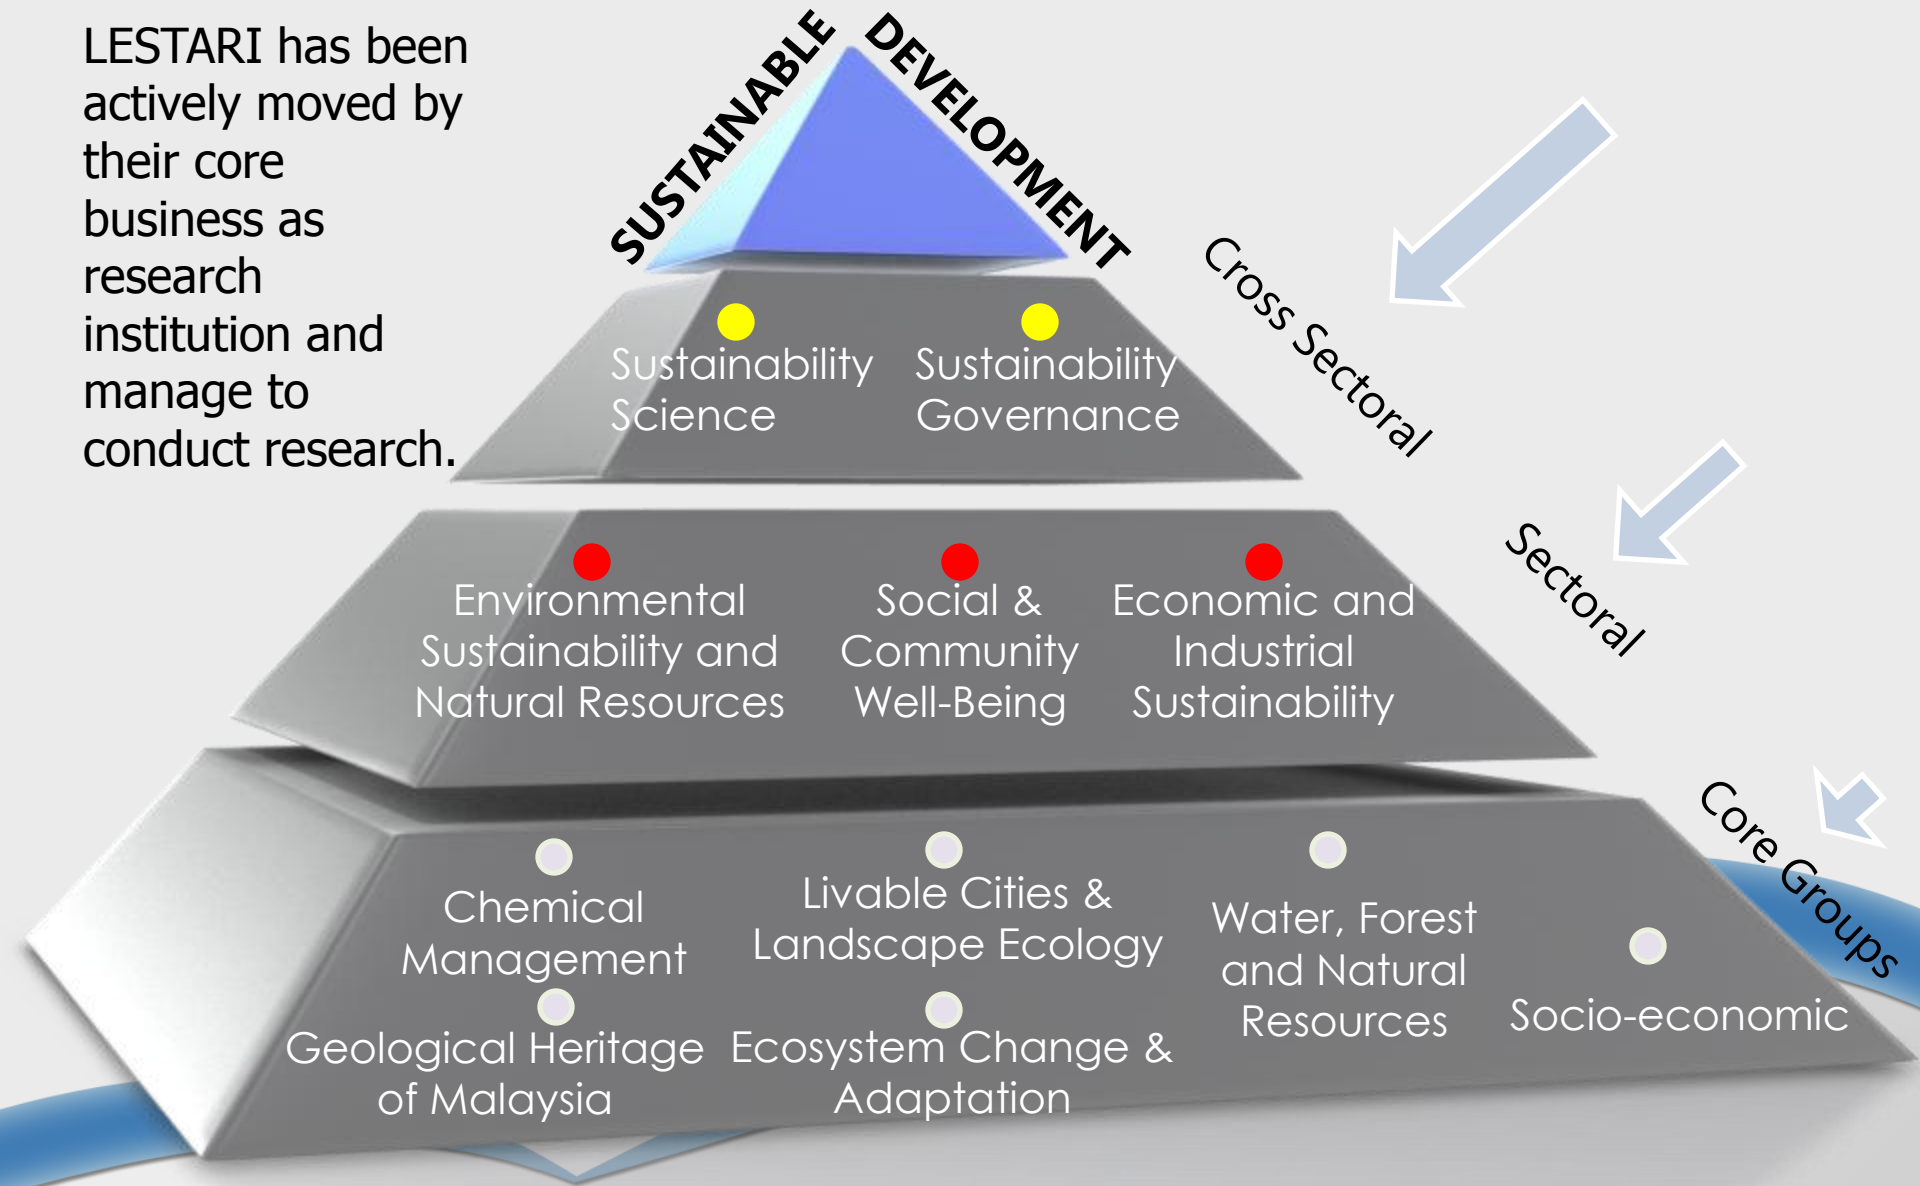 LESTARI has been
actively moved by
their core
business as
research
institution and
manage to
conduct research.
SUSTAINABLE
DEVELOPMENT
Cross Sectoral
Sustainability
Science
Sustainability
Governance
Sectoral
Environmental
Sustainability and
Natural Resources
Social &
Community
Well-Being
Economic and
Industrial
Sustainability
Core Groups
Chemical
Management
Livable Cities &
Landscape Ecology
Water, Forest
and Natural
Resources
Socio-economic
Geological Heritage
of Malaysia
Ecosystem Change &
Adaptation